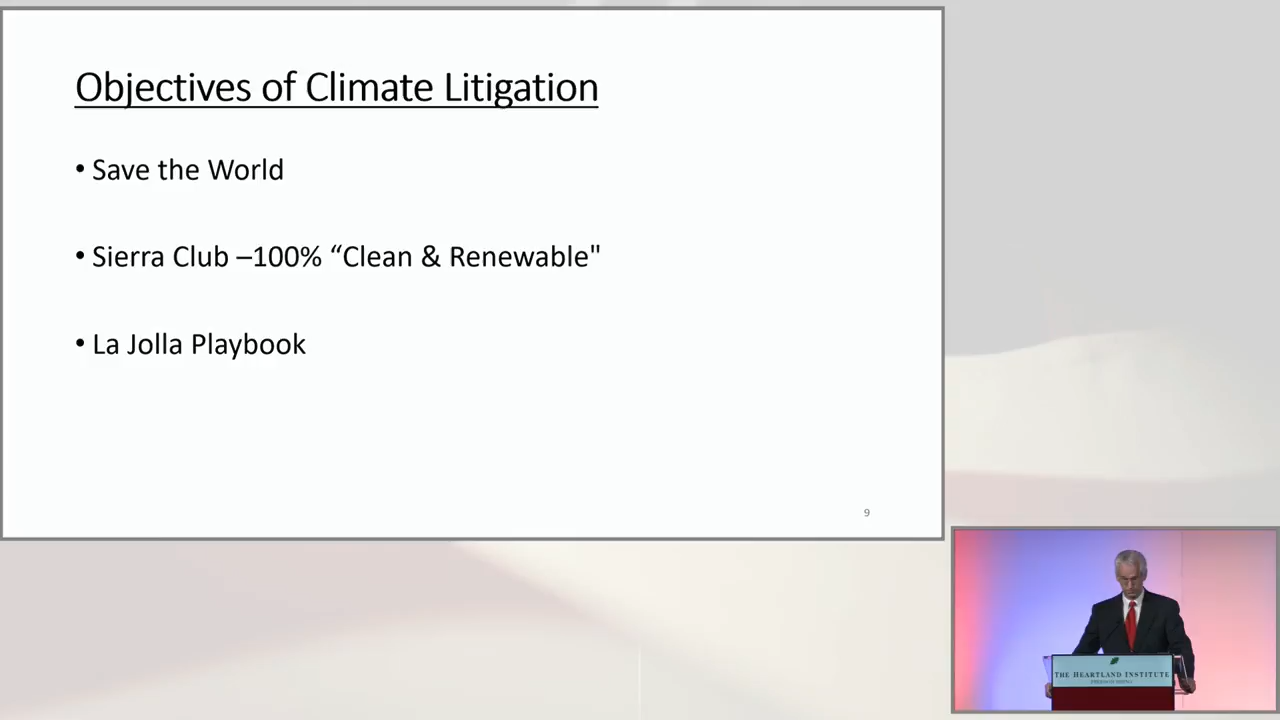 Objectives of Climate Litigation
• Save the World
• Sierra Club –100% “Clean & Renewable"
• La Jolla Playbook
9
THE HEARTLAND INSTITUTE